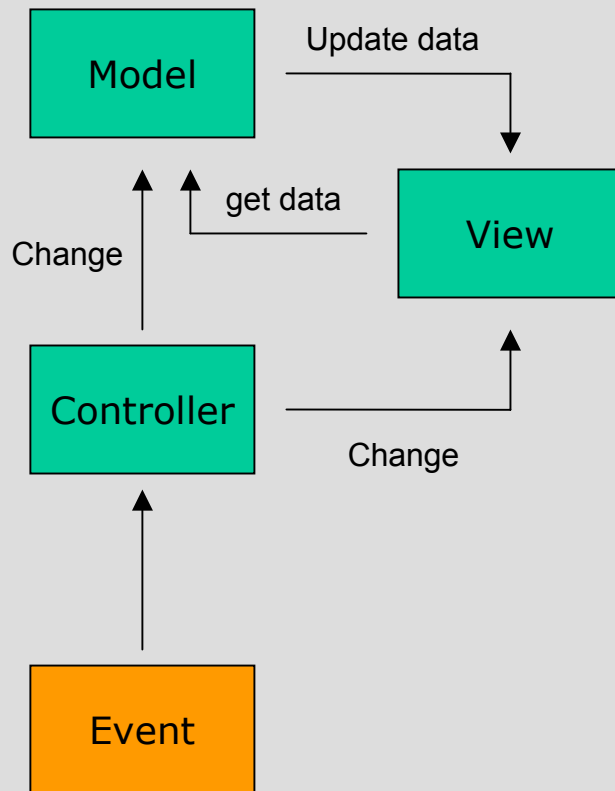 Update data
Model
get data
View
Change
Controller
Change
Event